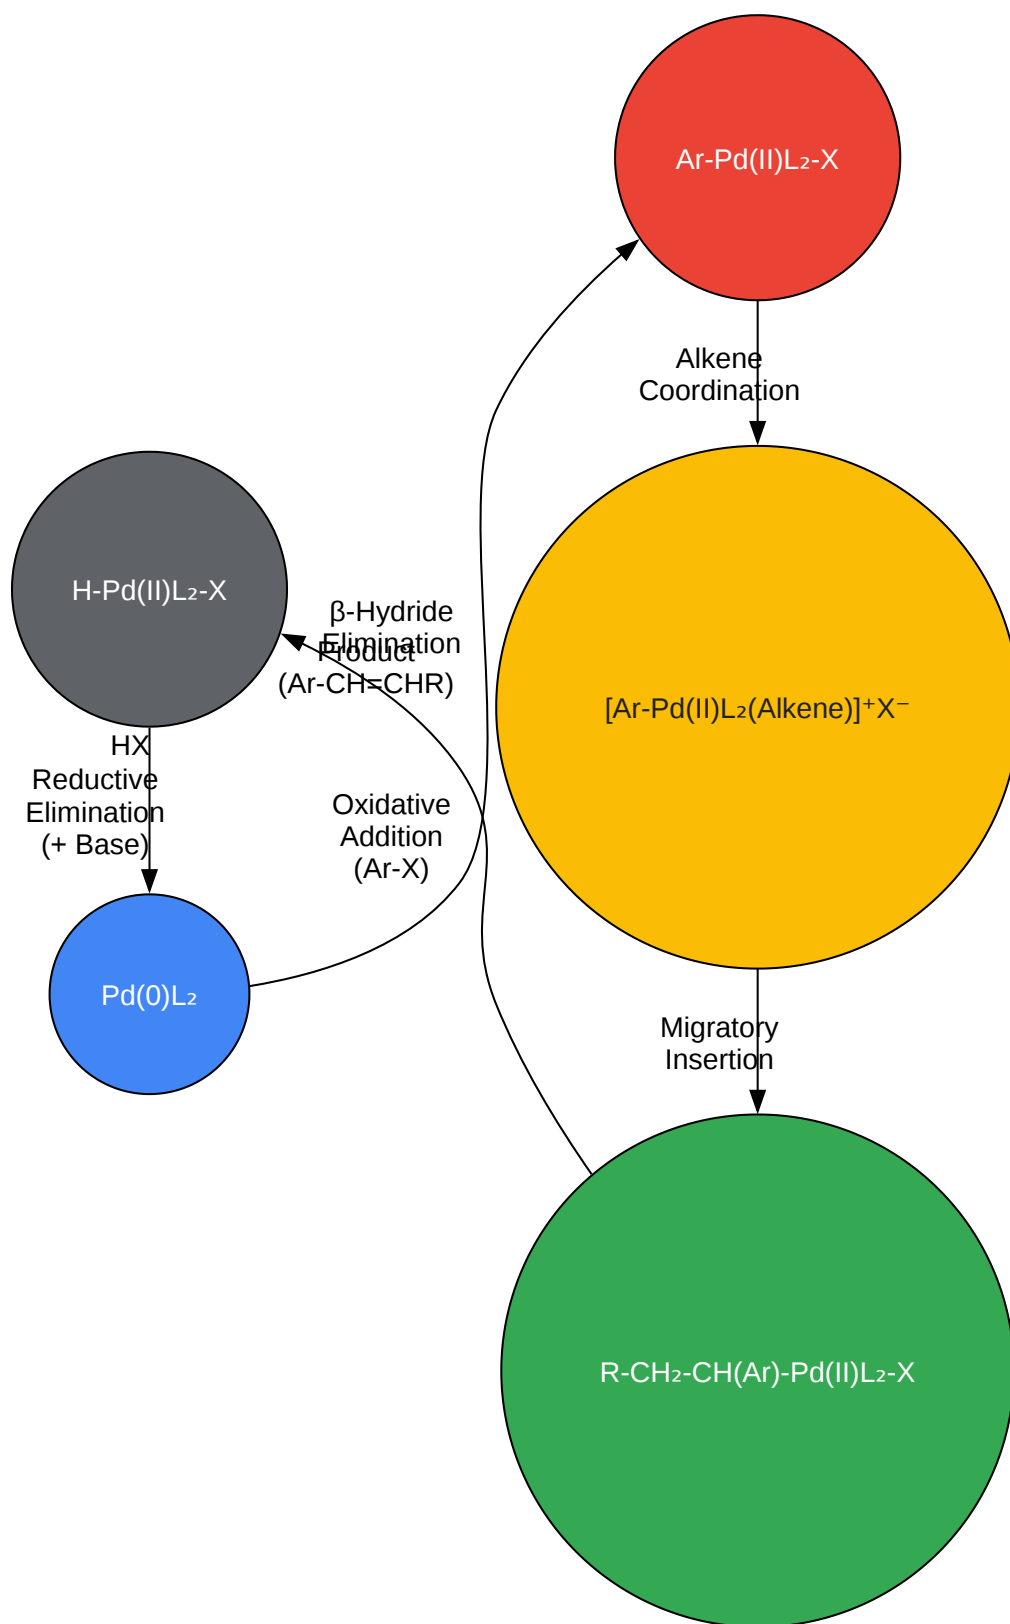 Ar-Pd(II)L₂-X
Alkene
Coordination
H-Pd(II)L₂-X
β-Hydride
Elimination
Product
(Ar-CH=CHR)
[Ar-Pd(II)L₂(Alkene)]⁺X⁻
HX
Reductive
Elimination
(+ Base)
Oxidative
Addition
(Ar-X)
Pd(0)L₂
Migratory
Insertion
R-CH₂-CH(Ar)-Pd(II)L₂-X